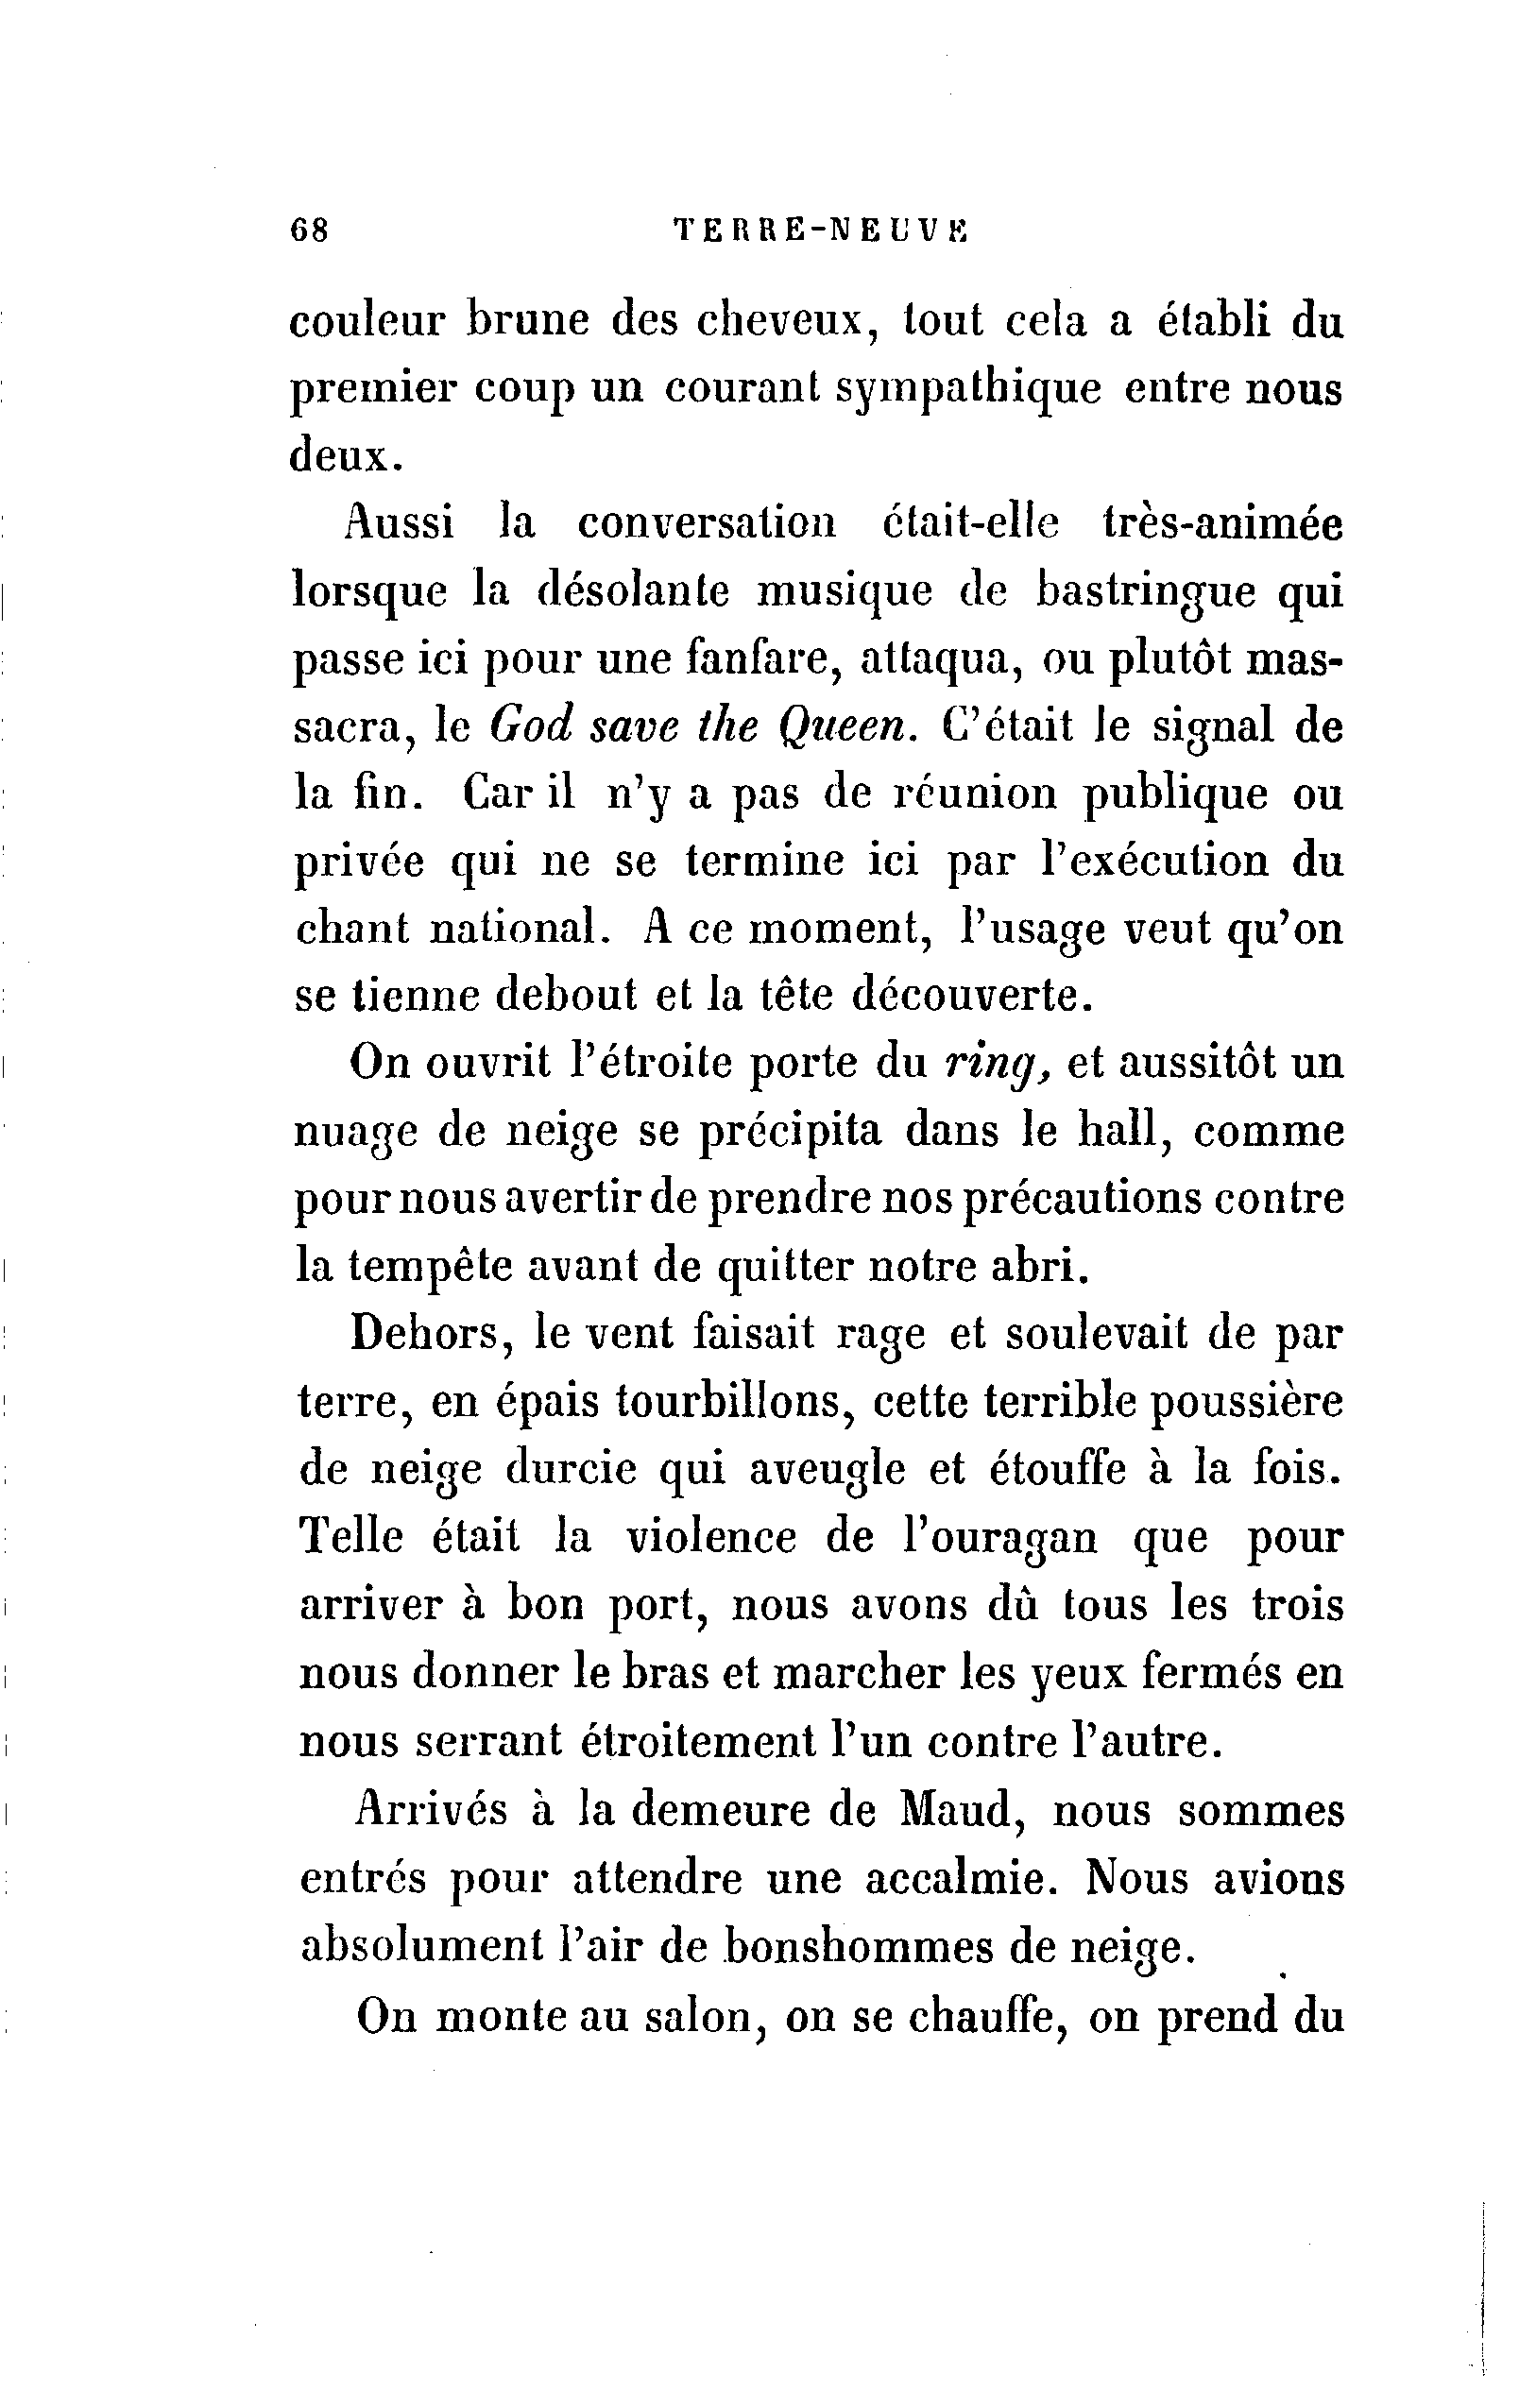 68 TERRE-NEUVE
couleur brune des cheveux, tout cela a établi du
premier coup un courant sympathique entre nous
deux.
Aussi la conversation était-elle très-animée
lorsque la désolante musique de bastringue qui
passe ici pour une fanfare, attaqua, ou plutôt mas-
sacra, le God save the Queen. C'était le signal de
la fin. Car il n'y a pas de réunion publique ou
privée qui ne se termine ici par l'exécution du
chant national. A ce moment, l'usage veut qu'on
se tienne debout et la tête découverte.
On ouvrit l'étroite porte du ring, et aussitôt un
nuage de neige se précipita dans le hall, comme
pour nous avertir de prendre nos précautions contre
la tempête avant de quitter notre abri.
Dehors, le vent faisait rage et soulevait de par
terre, en épais tourbillons, cette terrible poussière
de neige durcie qui aveugle et étouffe à la fois.
Telle était la violence de l'ouragan que pour
arriver à bon port, nous avons dû tous les trois
nous donner le bras et marcher les yeux fermés en
nous serrant étroitement l'un contre l'autre.
Arrivés à la demeure de Maud, nous sommes
entrés pour attendre une accalmie. Nous avions
absolument l'air de bonshommes de neige.
On monte au salon, on se chauffe, on prend du